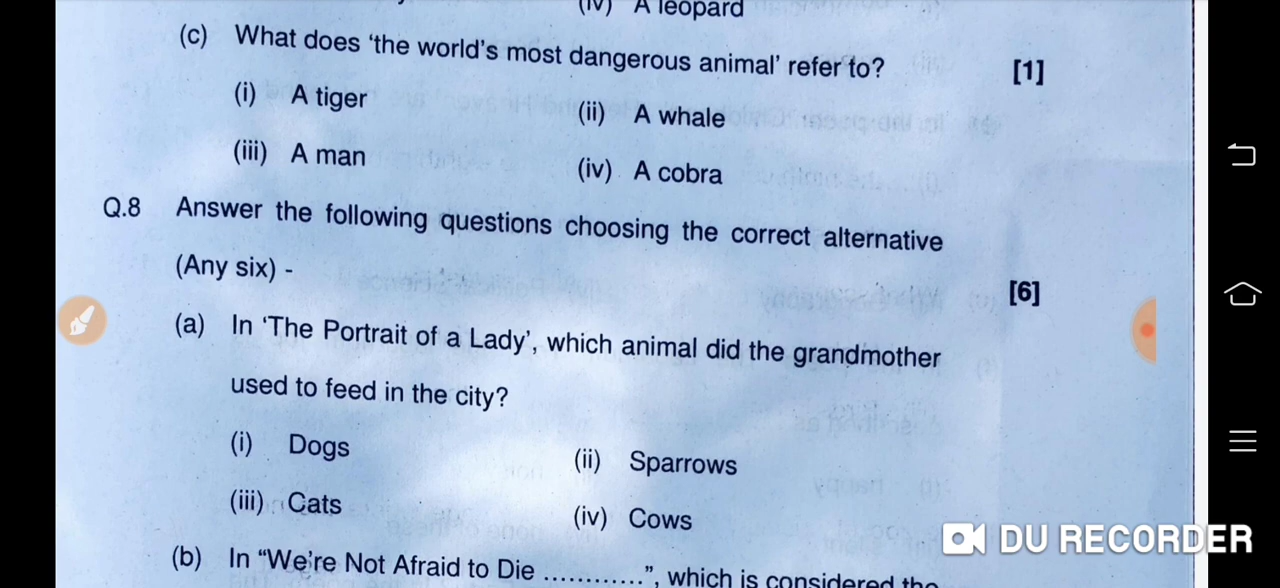 (iv) A leopard
(c) What does ‘the world’s most dangerous animal’ refer to? [1]
(i) A tiger (ii) A whale
(iii) A man (iv) A cobra
Q.8 Answer the following questions choosing the correct alternative
(Any six) - [6]
(a) In ‘The Portrait of a Lady’, which animal did the grandmother
used to feed in the city?
(i) Dogs (ii) Sparrows
(iii) Cats (iv) Cows
(b) In “We’re Not Afraid to Die ............”, which is considered the
DU RECORDER